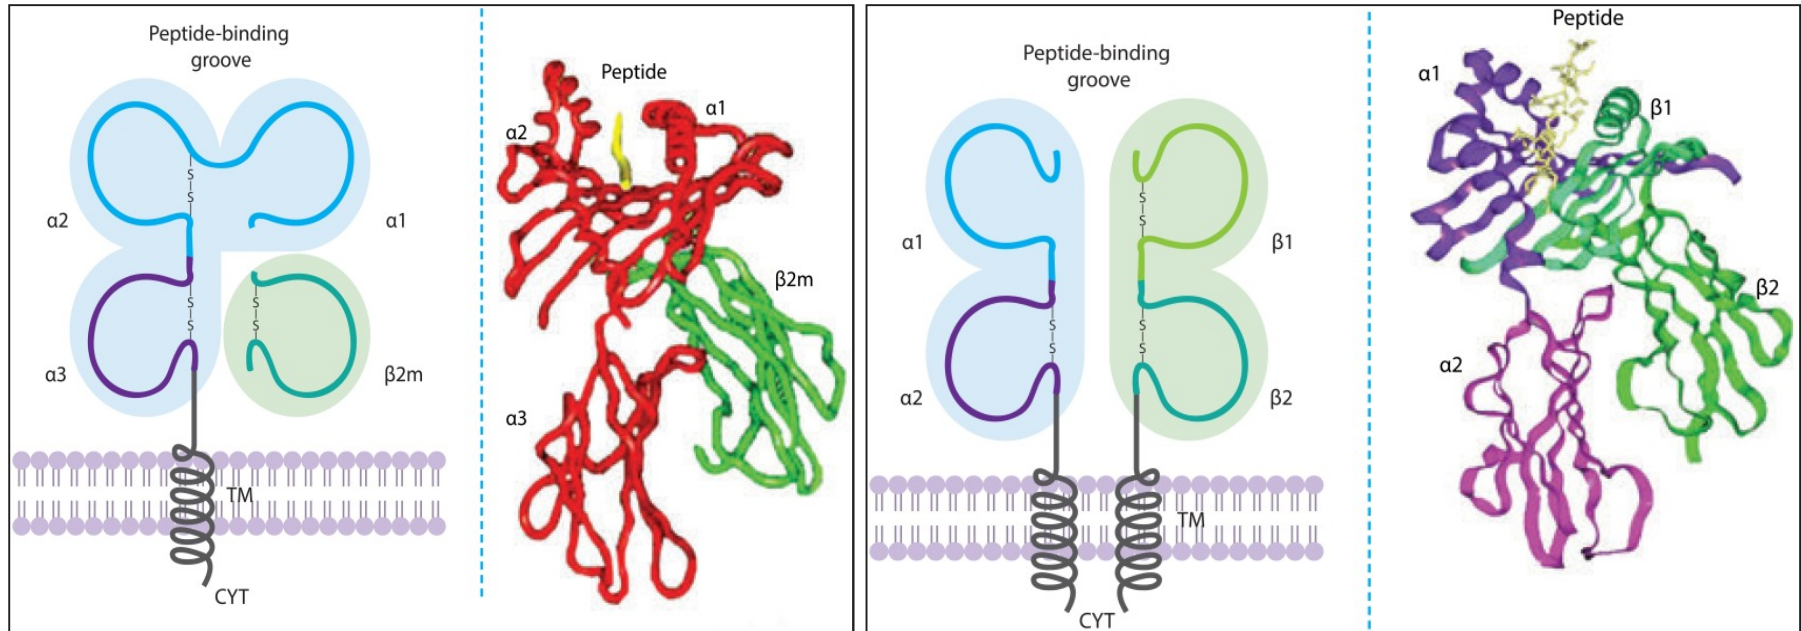 Peptide-binding
groove
α2
α1
S
S
α3
β2m
S
S
S
S
TM
CYT
Peptide
α2
α1
β2m
α3
Peptide-binding
groove
α1
β1
S
S
α2
β2
S
S
S
S
TM
CYT
Peptide
α1
β1
β2
α2